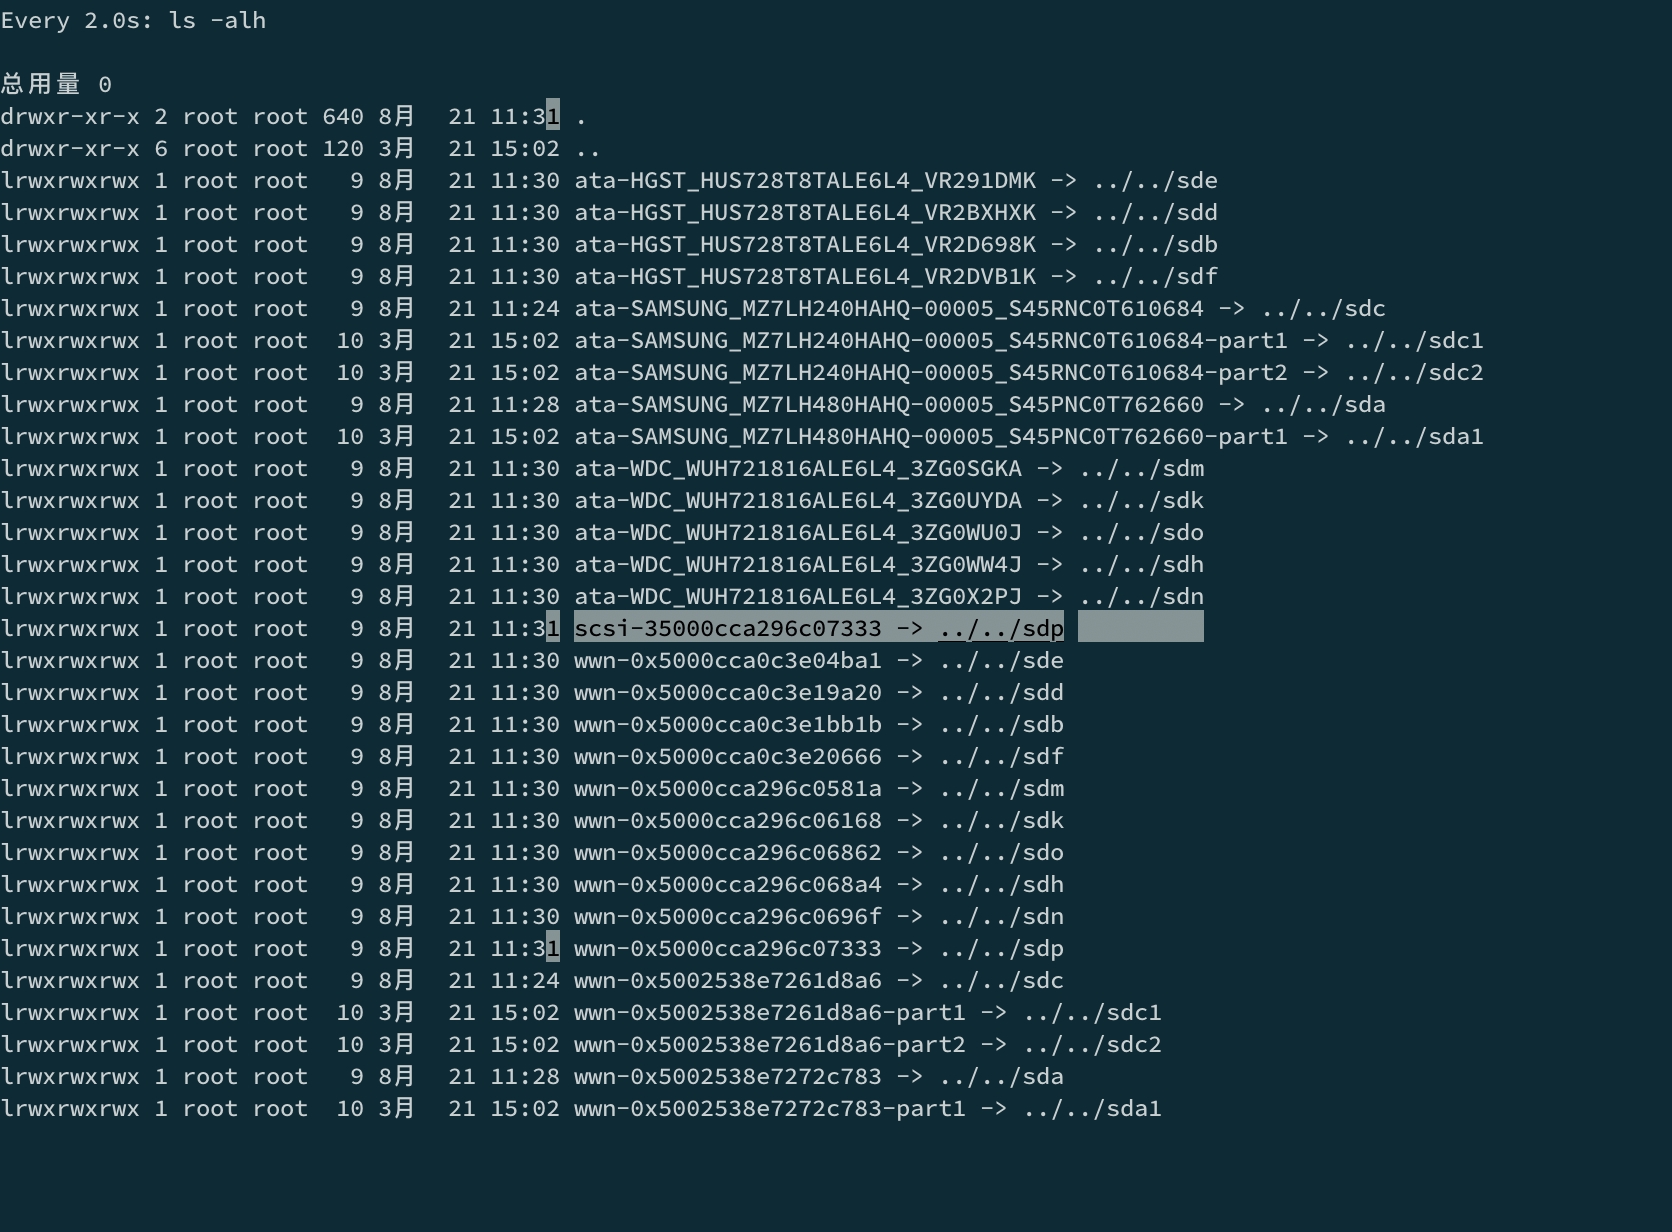 Every 2.0s: ls -alh
总用量 0
drwxr-xr-x 2 root root 640 8月  21 11:31 .
drwxr-xr-x 6 root root 120 3月  21 15:02 ..
lrwxrwxrwx 1 root root   9 8月  21 11:30 ata-HGST_HUS728T8TALE6L4_VR291DMK -> ../../sde
lrwxrwxrwx 1 root root   9 8月  21 11:30 ata-HGST_HUS728T8TALE6L4_VR2BXHXK -> ../../sdd
lrwxrwxrwx 1 root root   9 8月  21 11:30 ata-HGST_HUS728T8TALE6L4_VR2D698K -> ../../sdb
lrwxrwxrwx 1 root root   9 8月  21 11:30 ata-HGST_HUS728T8TALE6L4_VR2DVB1K -> ../../sdf
lrwxrwxrwx 1 root root   9 8月  21 11:24 ata-SAMSUNG_MZ7LH240HAHQ-00005_S45RNC0T610684 -> ../../sdc
lrwxrwxrwx 1 root root  10 3月  21 15:02 ata-SAMSUNG_MZ7LH240HAHQ-00005_S45RNC0T610684-part1 -> ../../sdc1
lrwxrwxrwx 1 root root  10 3月  21 15:02 ata-SAMSUNG_MZ7LH240HAHQ-00005_S45RNC0T610684-part2 -> ../../sdc2
lrwxrwxrwx 1 root root   9 8月  21 11:28 ata-SAMSUNG_MZ7LH480HAHQ-00005_S45PNC0T762660 -> ../../sda
lrwxrwxrwx 1 root root  10 3月  21 15:02 ata-SAMSUNG_MZ7LH480HAHQ-00005_S45PNC0T762660-part1 -> ../../sda1
lrwxrwxrwx 1 root root   9 8月  21 11:30 ata-WDC_WUH721816ALE6L4_3ZG0SGKA -> ../../sdm
lrwxrwxrwx 1 root root   9 8月  21 11:30 ata-WDC_WUH721816ALE6L4_3ZG0UYDA -> ../../sdk
lrwxrwxrwx 1 root root   9 8月  21 11:30 ata-WDC_WUH721816ALE6L4_3ZG0WU0J -> ../../sdo
lrwxrwxrwx 1 root root   9 8月  21 11:30 ata-WDC_WUH721816ALE6L4_3ZG0WW4J -> ../../sdh
lrwxrwxrwx 1 root root   9 8月  21 11:30 ata-WDC_WUH721816ALE6L4_3ZG0X2PJ -> ../../sdn
lrwxrwxrwx 1 root root   9 8月  21 11:31 scsi-35000cca296c07333 -> ../../sdp
lrwxrwxrwx 1 root root   9 8月  21 11:30 wwn-0x5000cca0c3e04ba1 -> ../../sde
lrwxrwxrwx 1 root root   9 8月  21 11:30 wwn-0x5000cca0c3e19a20 -> ../../sdd
lrwxrwxrwx 1 root root   9 8月  21 11:30 wwn-0x5000cca0c3e1bb1b -> ../../sdb
lrwxrwxrwx 1 root root   9 8月  21 11:30 wwn-0x5000cca0c3e20666 -> ../../sdf
lrwxrwxrwx 1 root root   9 8月  21 11:30 wwn-0x5000cca296c0581a -> ../../sdm
lrwxrwxrwx 1 root root   9 8月  21 11:30 wwn-0x5000cca296c06168 -> ../../sdk
lrwxrwxrwx 1 root root   9 8月  21 11:30 wwn-0x5000cca296c06862 -> ../../sdo
lrwxrwxrwx 1 root root   9 8月  21 11:30 wwn-0x5000cca296c068a4 -> ../../sdh
lrwxrwxrwx 1 root root   9 8月  21 11:30 wwn-0x5000cca296c0696f -> ../../sdn
lrwxrwxrwx 1 root root   9 8月  21 11:31 wwn-0x5000cca296c07333 -> ../../sdp
lrwxrwxrwx 1 root root   9 8月  21 11:24 wwn-0x5002538e7261d8a6 -> ../../sdc
lrwxrwxrwx 1 root root  10 3月  21 15:02 wwn-0x5002538e7261d8a6-part1 -> ../../sdc1
lrwxrwxrwx 1 root root  10 3月  21 15:02 wwn-0x5002538e7261d8a6-part2 -> ../../sdc2
lrwxrwxrwx 1 root root   9 8月  21 11:28 wwn-0x5002538e7272c783 -> ../../sda
lrwxrwxrwx 1 root root  10 3月  21 15:02 wwn-0x5002538e7272c783-part1 -> ../../sda1